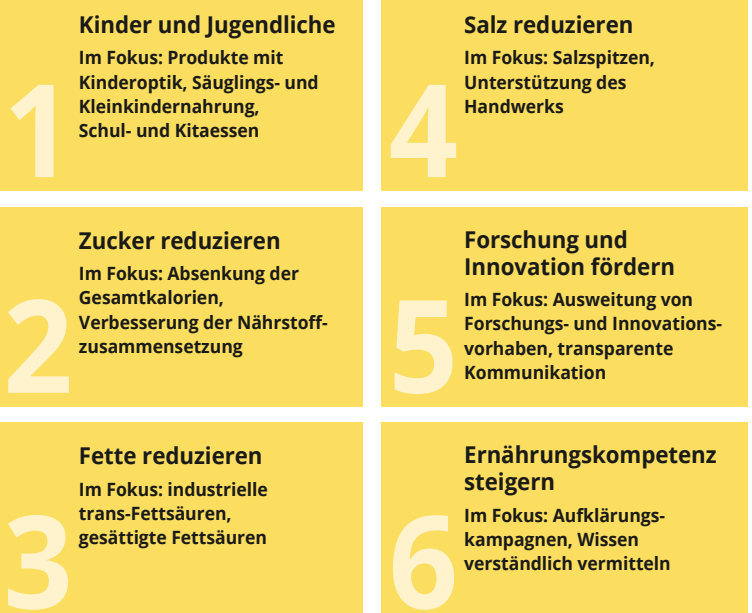 1
Kinder und Jugendliche
Im Fokus: Produkte mit
Kinderoptik, Säuglings- und
Kleinkindernahrung,
Schul- und Kitaessen
2
Zucker reduzieren
Im Fokus: Absenkung der
Gesamtkalorien,
Verbesserung der Nährstoff-
zusammensetzung
3
Fette reduzieren
Im Fokus: industrielle
trans-Fettsäuren,
gesättigte Fettsäuren
4
Salz reduzieren
Im Fokus: Salzspitzen,
Unterstützung des
Handwerks
5
Forschung und
Innovation fördern
Im Fokus: Ausweitung von
Forschungs- und Innovations-
vorhaben, transparente
Kommunikation
6
Ernährungskompetenz
steigern
Im Fokus: Aufklärungs-
kampagnen, Wissen
verständlich vermitteln